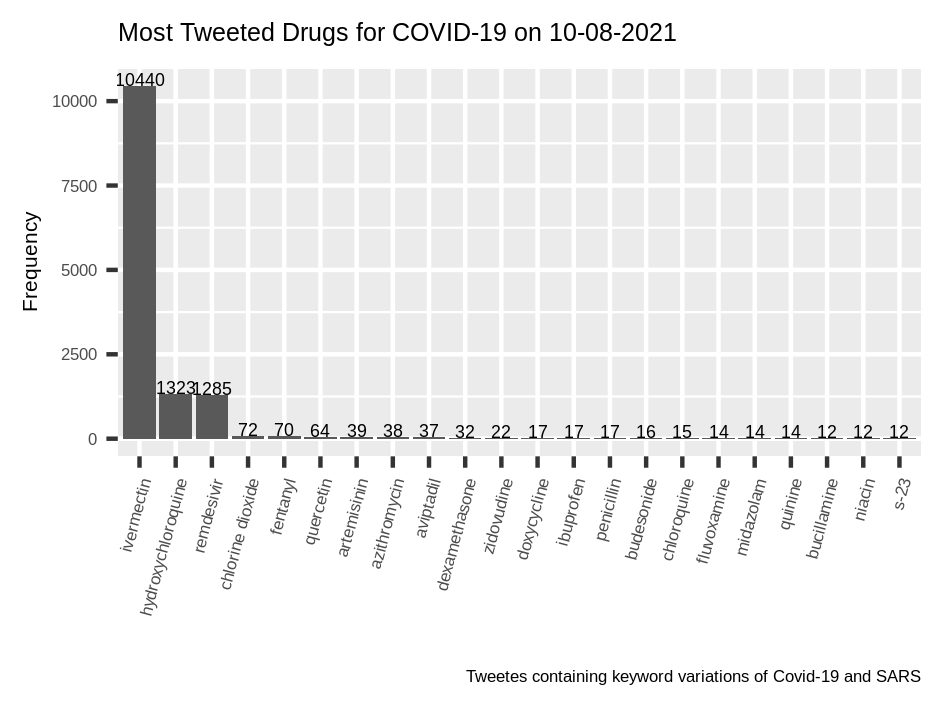 Most Tweeted Drugs for COVID-19 on 10-08-2021
Frequency
10000
7500
5000
2500
0
10440
1323
1285
72
70
64
39
38
37
32
22
17
17
17
16
15
14
14
14
12
12
12
ivermectin
hydroxychloroquine
remdesivir
chlorine dioxide
fentanyl
quercetin
artemisinin
azithromycin
aviptadil
dexamethasone
zidovudine
doxycycline
ibuprofen
penicillin
budesonide
chloroquine
fluvoxamine
midazolam
quinine
bucillamine
niacin
s-23
Tweetes containing keyword variations of Covid-19 and SARS